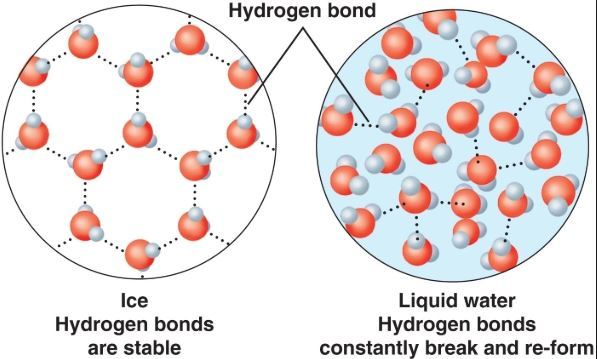 Hydrogen bond
Ice
Hydrogen bonds
are stable
Liquid water
Hydrogen bonds
constantly break and re-form